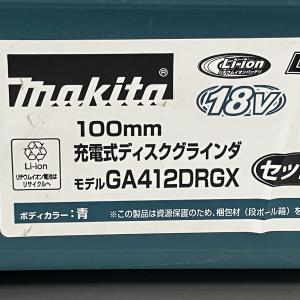 makita®
Li-ion
リチウムイオンバッテリ
18V
100mm
充電式ディスクグラインダ
モデルGA412DRGX
セッ
Li-ion
リチウムイオン電池は
リサイクルへ
ボディカラー：青
※この製品は資源保護のため、梱包材（段ボール箱）を